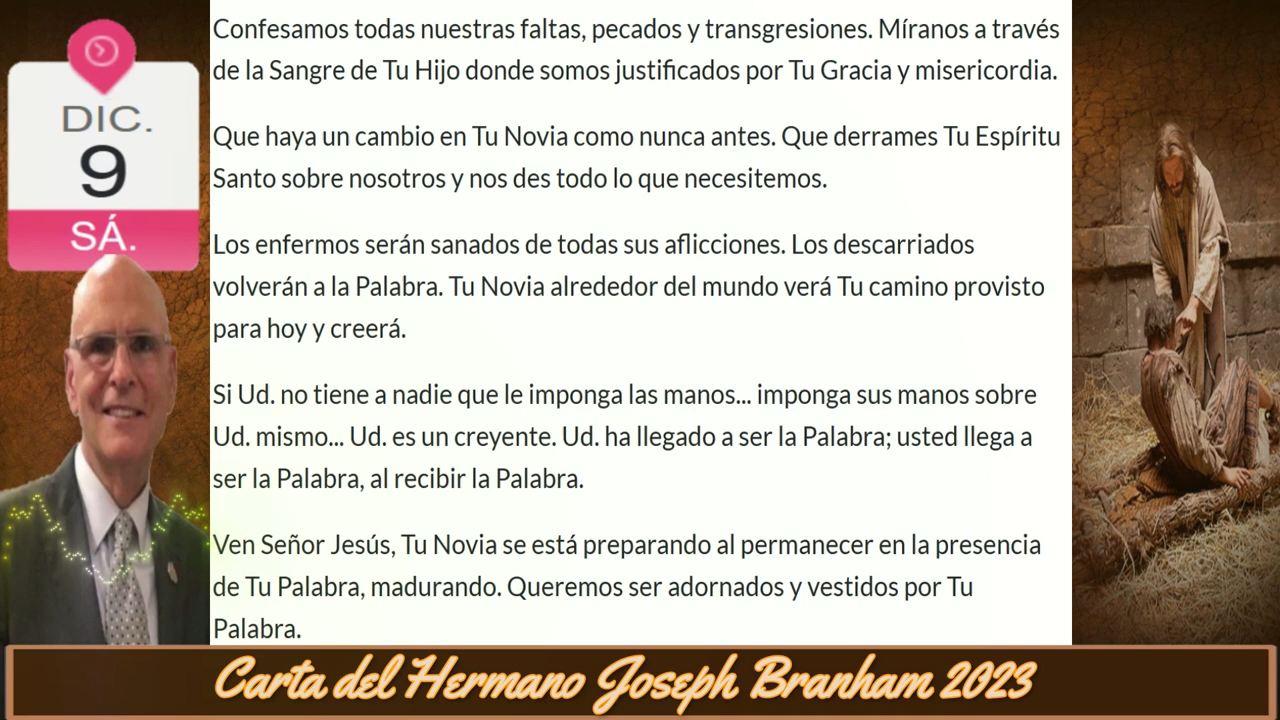 DIC.
9
SÁ.
Confesamos todas nuestras faltas, pecados y transgresiones. Míranos a través
de la Sangre de Tu Hijo donde somos justificados por Tu Gracia y misericordia.
Que haya un cambio en Tu Novia como nunca antes. Que derrames Tu Espíritu
Santo sobre nosotros y nos des todo lo que necesitemos.
Los enfermos serán sanados de todas sus aflicciones. Los descarriados
volverán a la Palabra. Tu Novia alrededor del mundo verá Tu camino provisto
para hoy y creerá.
Si Ud. no tiene a nadie que le imponga las manos... imponga sus manos sobre
Ud. mismo... Ud. es un creyente. Ud. ha llegado a ser la Palabra; usted llega a
ser la Palabra, al recibir la Palabra.
Ven Señor Jesús, Tu Novia se está preparando al permanecer en la presencia
de Tu Palabra, madurando. Queremos ser adornados y vestidos por Tu
Palabra.
Carta del Hermano Joseph Branham 2023